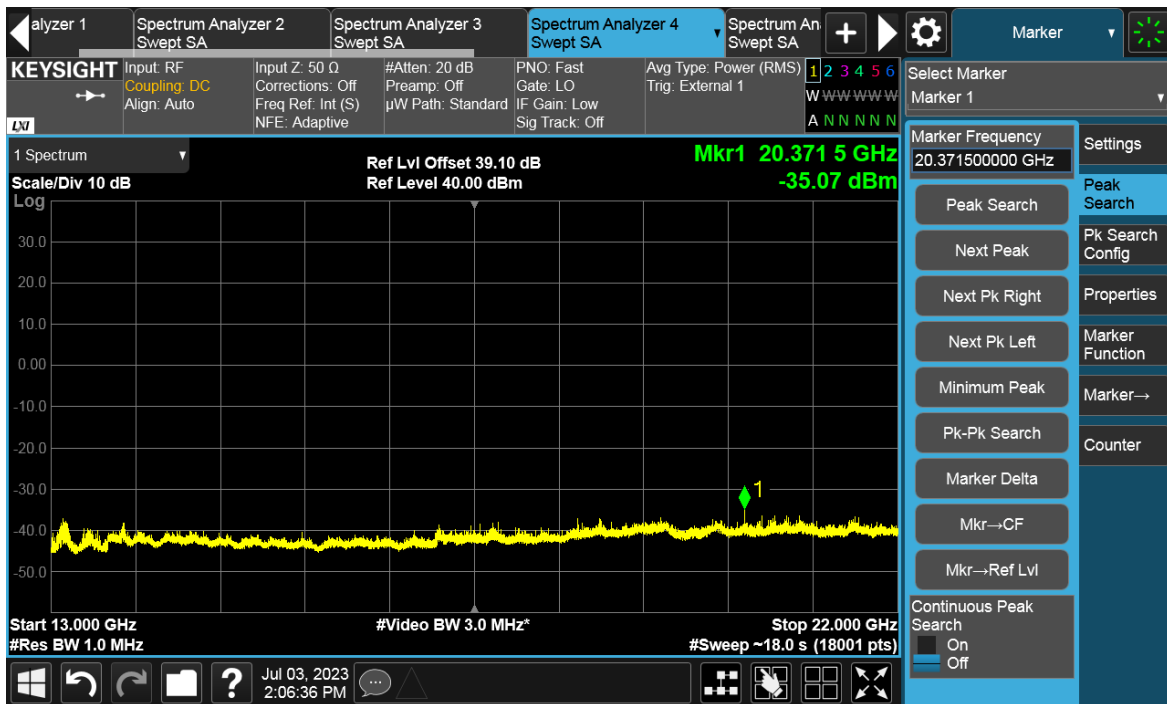 alyzer 1
Spectrum Analyzer 2
Swept SA
Spectrum Analyzer 3
Swept SA
Spectrum Analyzer 4
Swept SA
Spectrum An
Swept SA
Marker
KEYSIGHT
LXI
Input: RF
Coupling: DC
Align: Auto
Input Z: 50 Ω
Corrections: Off
Freq Ref: Int (S)
NFE: Adaptive
#Atten: 20 dB
Preamp: Off
µW Path: Standard
PNO: Fast
Gate: LO
IF Gain: Low
Sig Track: Off
Avg Type: Power (RMS)
Trig: External 1
1 2 3 4 5 6
W W W W W W
A N N N N N
Select Marker
Marker 1
1 Spectrum
Scale/Div 10 dB
Log
Ref Lvl Offset 39.10 dB
Ref Level 40.00 dBm
Mkr1 20.371 5 GHz
-35.07 dBm
30.0
20.0
10.0
0.00
-10.0
-20.0
-30.0
-40.0
-50.0
1
Start 13.000 GHz
#Res BW 1.0 MHz
#Video BW 3.0 MHz*
Stop 22.000 GHz
#Sweep ~18.0 s (18001 pts)
Marker Frequency
20.371500000 GHz
Peak Search
Next Peak
Next Pk Right
Next Pk Left
Minimum Peak
Pk-Pk Search
Marker Delta
Mkr→CF
Mkr→Ref Lvl
Continuous Peak
Search
On
Off
Settings
Peak
Search
Pk Search
Config
Properties
Marker
Function
Marker→
Counter
?
Jul 03, 2023
2:06:36 PM